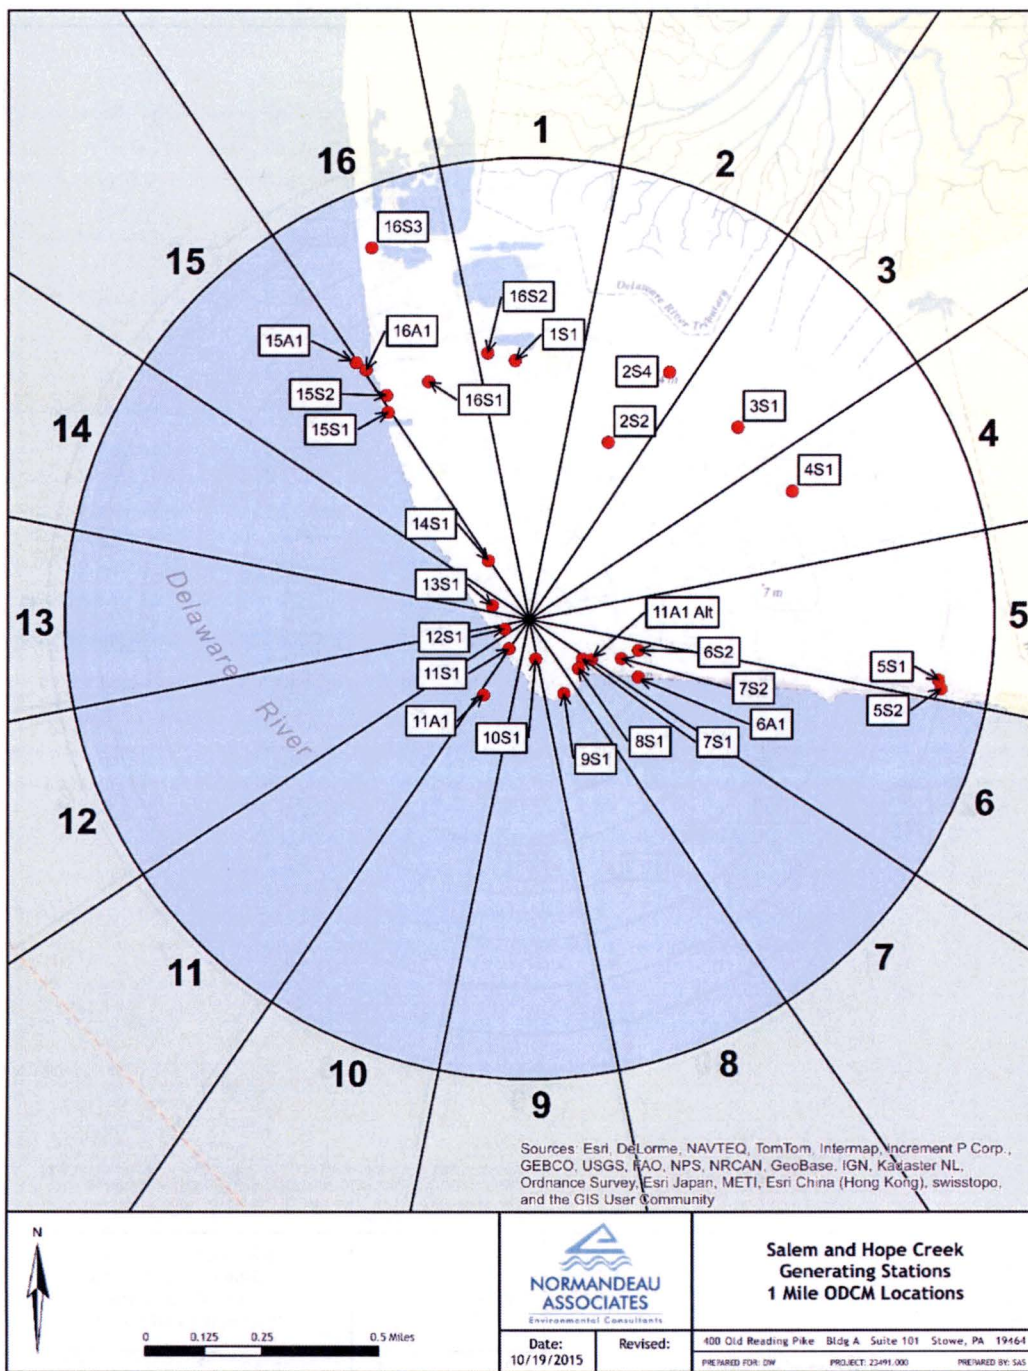 1
16
2
15
3
14
4
13
5
12
6
11
7
10
8
9
16S3
16S2
1S1
15A1
16A1
2S4
Delaware River Tributary
4 m
15S2
16S1
15S1
2S2
3S1
4S1
14S1
13S1
7 m
12S1
11A1 Alt
11S1
6S2
5S1
7S2
5S2
11A1
6A1
10S1
8S1
7S1
9S1
Delaware River
Sources: Esri, DeLorme, NAVTEQ, TomTom, Intermap, increment P Corp.,
GEBCO, USGS, FAO, NPS, NRCAN, GeoBase, IGN, Kadaster NL,
Ordnance Survey, Esri Japan, METI, Esri China (Hong Kong), swisstopo,
and the GIS User Community
N
0 0.125 0.25 0.5 Miles
NORMANDEAU
ASSOCIATES
Environmental Consultants
Date:
10/19/2015
Revised:
Salem and Hope Creek
Generating Stations
1 Mile ODCM Locations
400 Old Reading Pike Bldg A Suite 101 Stowe, PA 19464
PREPARED FOR: DW PROJECT: 23491.000 PREPARED BY: SAS